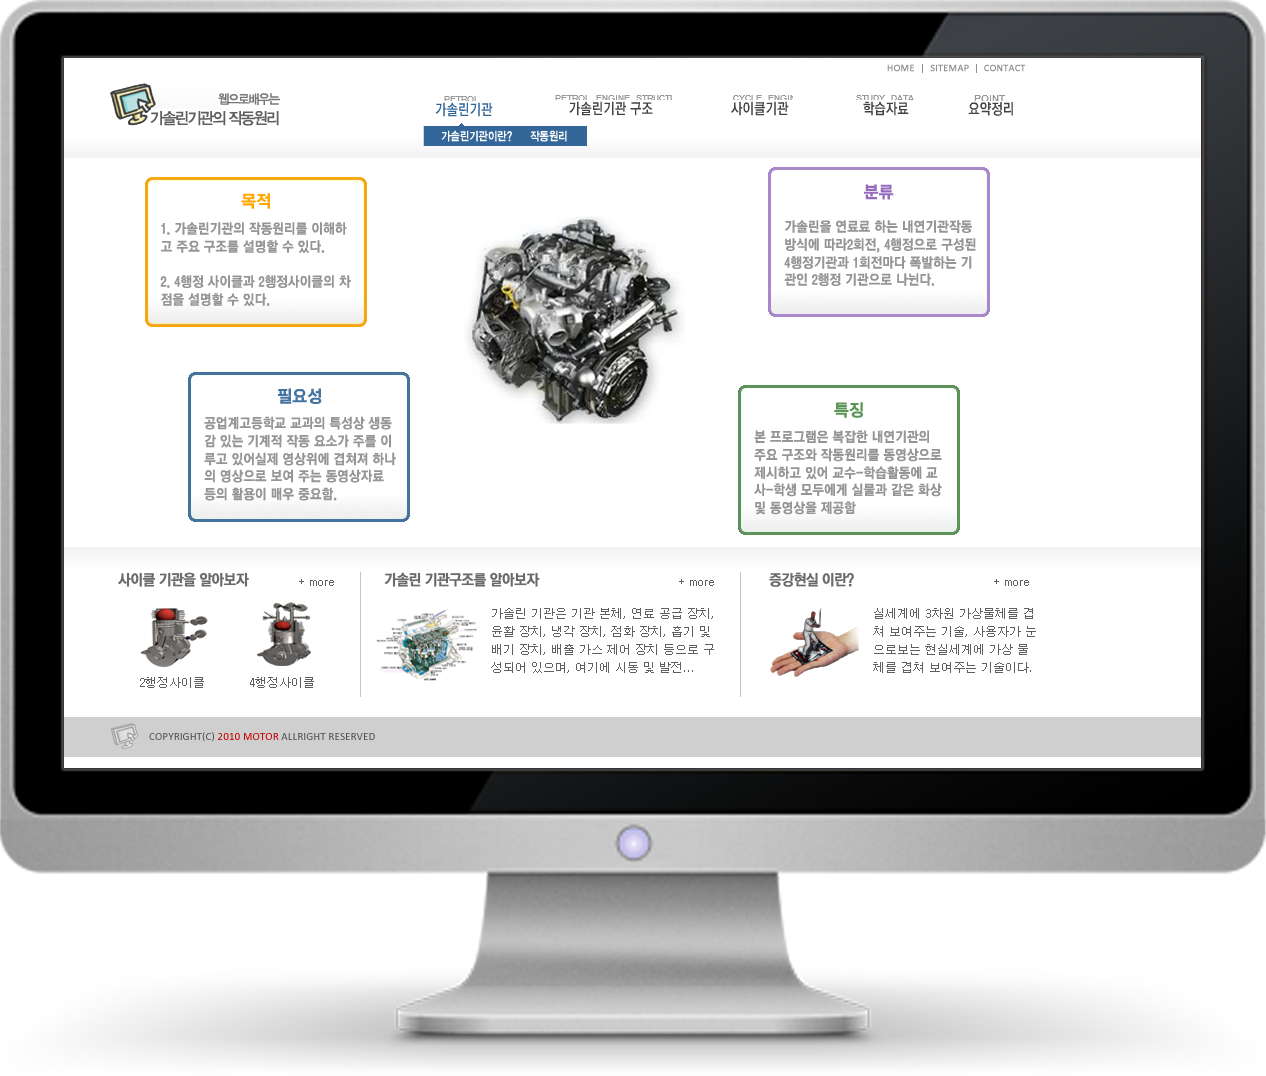 HOME | SITEMAP | CONTACT
웹으로배우는
가솔린기관의 작동원리
PETROL
가솔린기관
PETROL ENGINE STRUCTU
가솔린기관 구조
CYCLE ENGIN
사이클기관
STUDY DATA
학습자료
POINT
요약정리
가솔린기관이란? 작동원리
목적
1. 가솔린기관의 작동원리를 이해하
고 주요 구조를 설명할 수 있다.
2. 4행정 사이클과 2행정사이클의 차
점을 설명할 수 있다.
분류
가솔린을 연료료 하는 내연기관작동
방식에 따라2회전, 4행정으로 구성된
4행정기관과 1회전마다 폭발하는 기
관인 2행정 기관으로 나뉜다.
필요성
공업계고등학교 교과의 특성상 생동
감 있는 기계적 작동 요소가 주를 이
루고 있어실제 영상위에 겹쳐져 하나
의 영상으로 보여 주는 동영상자료
등의 활용이 매우 중요함.
특징
본 프로그램은 복잡한 내연기관의
주요 구조와 작동원리를 동영상으로
제시하고 있어 교수-학습활동에 교
사-학생 모두에게 실물과 같은 화상
및 동영상을 제공함
사이클 기관을 알아보자 + more
2행정사이클
4행정사이클
가솔린 기관구조를 알아보자 + more
가솔린 기관은 기관 본체, 연료 공급 장치,
윤활 장치, 냉각 장치, 점화 장치, 흡기 및
배기 장치, 배출 가스 제어 장치 등으로 구
성되어 있으며, 여기에 시동 및 발전...
증강현실 이란? + more
실세계에 3차원 가상물체를 겹
쳐 보여주는 기술, 사용자가 눈
으로보는 현실세계에 가상 물
체를 겹쳐 보여주는 기술이다.
COPYRIGHT(C) 2010 MOTOR ALLRIGHT RESERVED